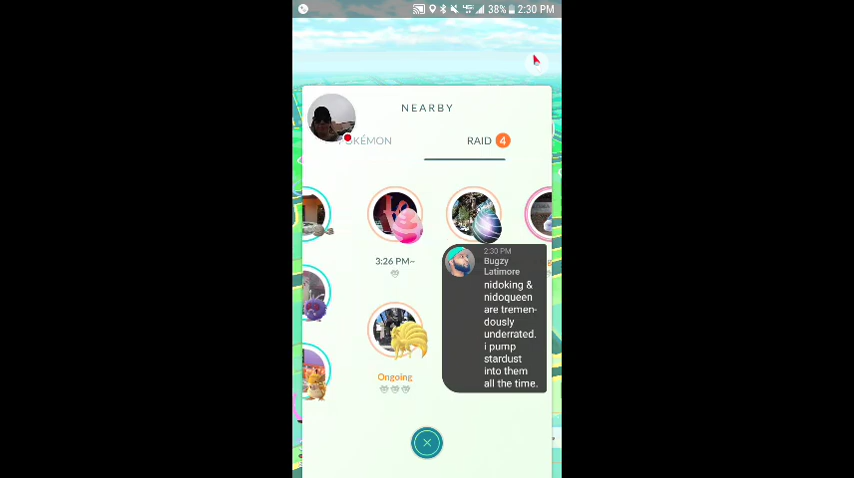 38% 2:30 PM
NEARBY
POKÉMON
RAID 4
3:26 PM~
2:30 PM
Bugzy
Latimore
nidoking &
nidoqueen
are tremen-
dously
underrated.
i pump
stardust
into them
all the time.
Ongoing